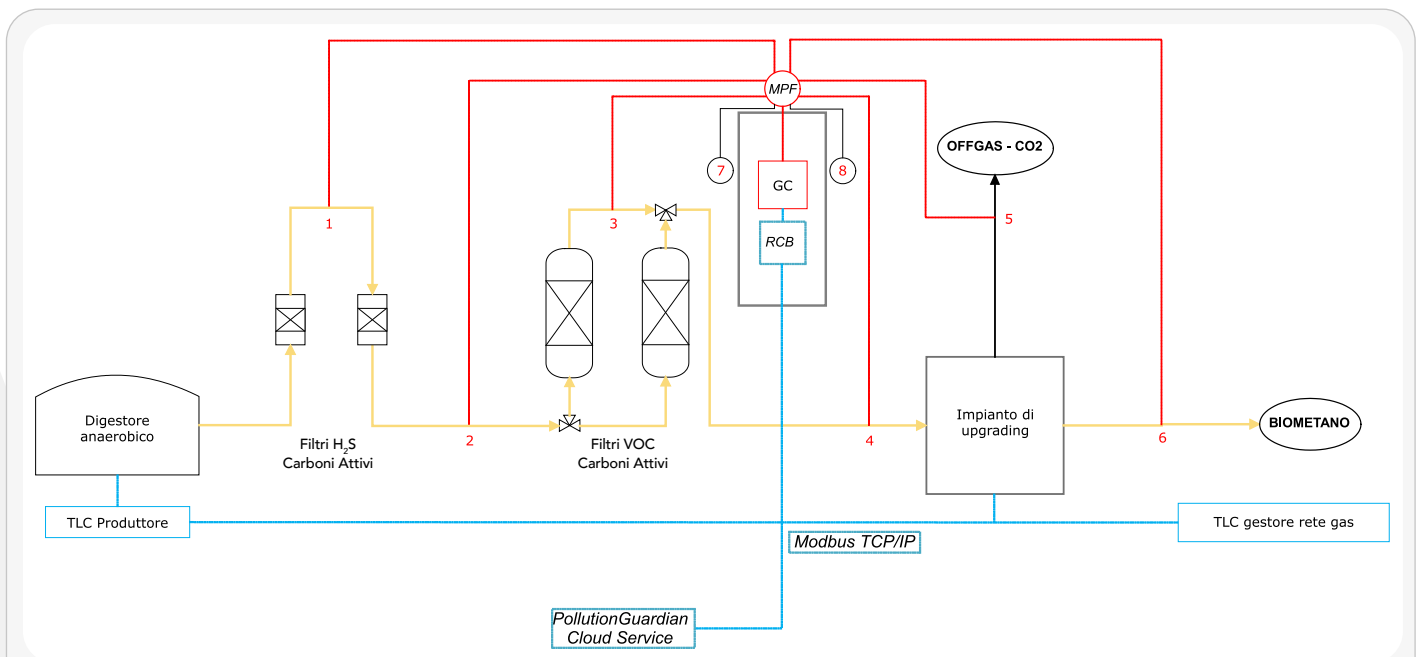 MPF
7
8
GC
RCB
OFFGAS - CO2
1
3
5
Digestore
anaerobico
Filtri H₂S
Carboni Attivi
2
Filtri VOC
Carboni Attivi
4
Impianto di
upgrading
6
BIOMETANO
TLC Produttore
TLC gestore rete gas
Modbus TCP/IP
PollutionGuardian
Cloud Service